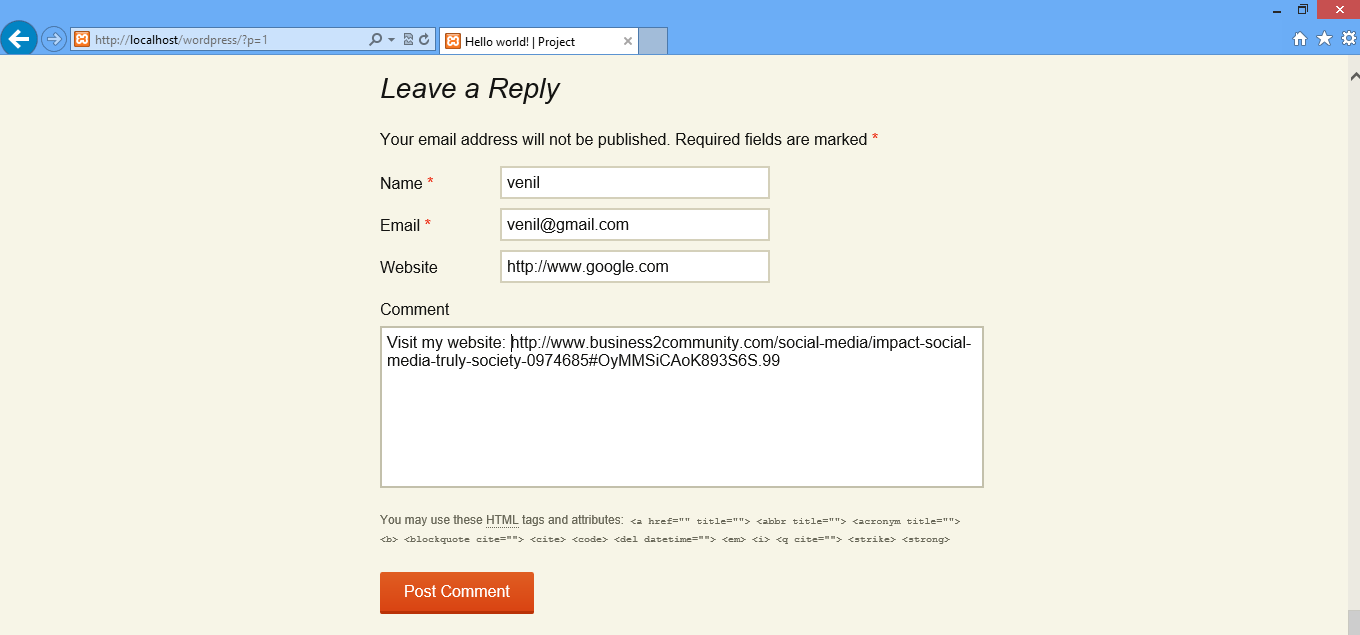 http://localhost/wordpress/?p=1
Hello world! | Project
Leave a Reply
Your email address will not be published. Required fields are marked *
Name * venil
Email * venil@gmail.com
Website http://www.google.com
Comment
Visit my website: http://www.business2community.com/social-media/impact-social-
media-truly-society-0974685#OyMMSiCAoK893S6S.99
You may use these HTML tags and attributes: <a href="" title=""> <abbr title=""> <acronym title="">
<b> <blockquote cite=""> <cite> <code> <del datetime=""> <em> <i> <q cite=""> <strike> <strong>
Post Comment